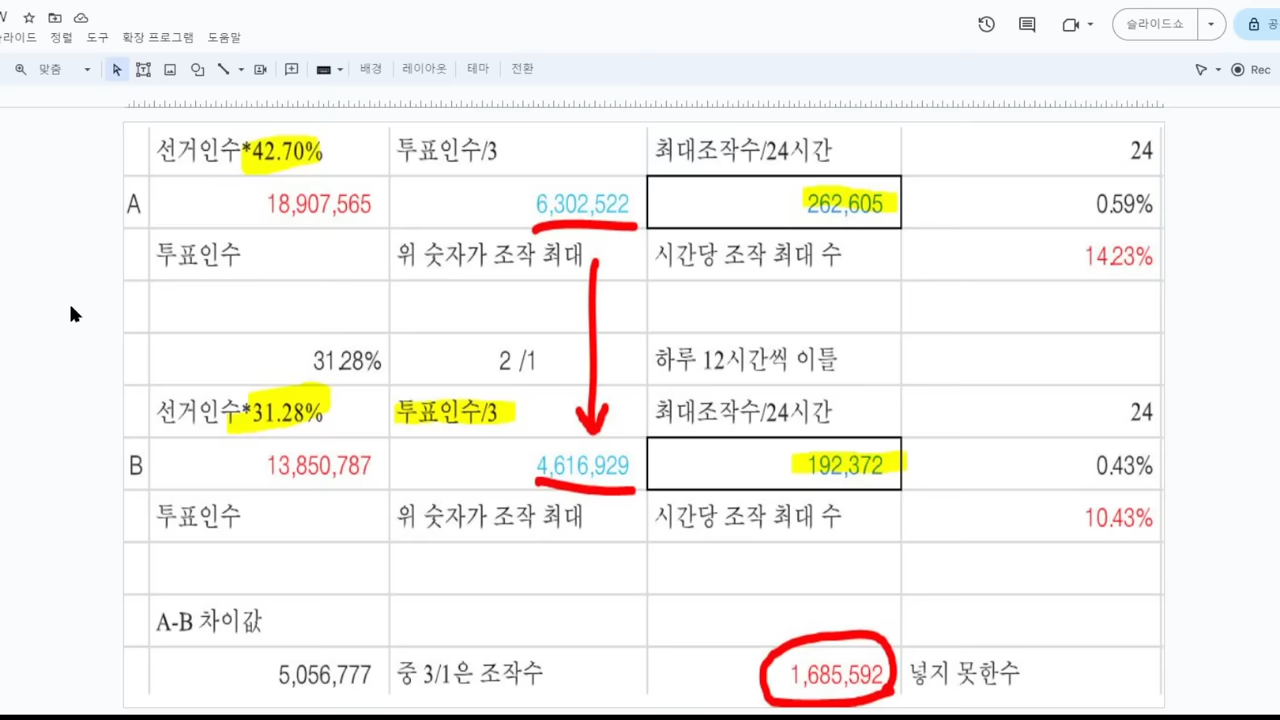 슬라이드쇼
라이드 정렬 도구 확장 프로그램 도움말
맞춤 배경 레이아웃 테마 전환 Rec
선거인수*42.70% 투표인수/3 최대조작수/24시간 24
A 18,907,565 6,302,522 262,605 0.59%
투표인수 위 숫자가 조작 최대 시간당 조작 최대 수 14.23%
31.28% 2 /1 하루 12시간씩 이틀
선거인수*31.28% 투표인수/3 최대조작수/24시간 24
B 13,850,787 4,616,929 192,372 0.43%
투표인수 위 숫자가 조작 최대 시간당 조작 최대 수 10.43%
A-B 차이값
5,056,777 중 3/1은 조작수 1,685,592 넣지 못한수